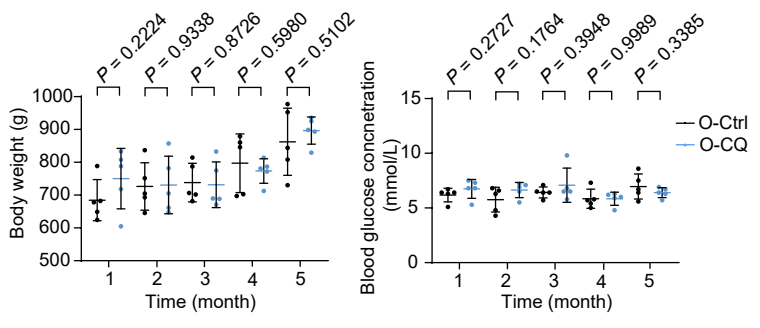 P = 0.2224
P = 0.9338
P = 0.8726
P = 0.5980
P = 0.5102
Body weight (g)
1000
900
800
700
600
500
1 2 3 4 5
Time (month)
P = 0.2727
P = 0.1764
P = 0.3948
P = 0.9989
P = 0.3385
Blood glucose concnetration
(mmol/L)
15
10
5
0
1 2 3 4 5
Time (month)
O-Ctrl
O-CQ